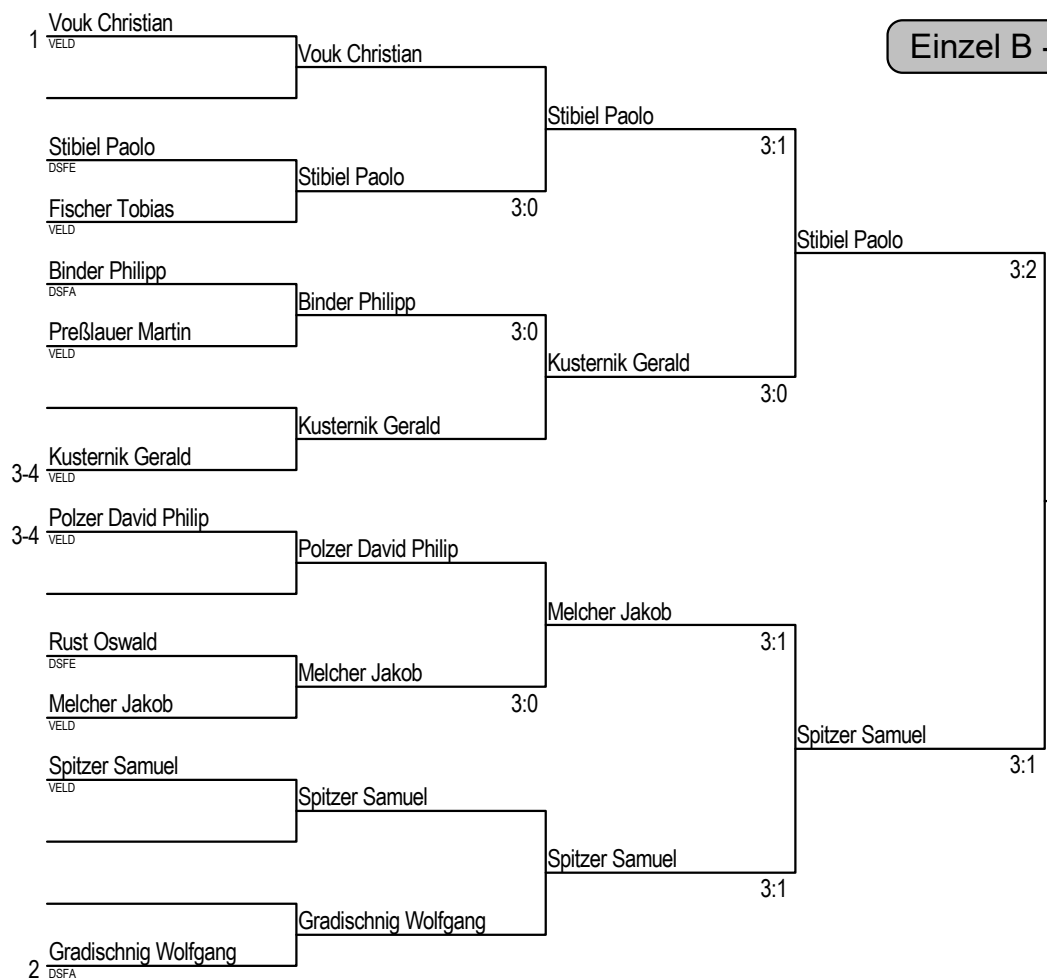 Einzel B -
1 Vouk Christian
VELD
Vouk Christian
Stibiel Paolo
3:1
Stibiel Paolo
DSFE
Stibiel Paolo
3:0
Fischer Tobias
VELD
Stibiel Paolo
3:2
Binder Philipp
DSFA
Binder Philipp
3:0
Preßlauer Martin
VELD
Kusternik Gerald
3:0
Kusternik Gerald
3-4 Kusternik Gerald
VELD
3-4 Polzer David Philip
VELD
Polzer David Philip
Melcher Jakob
3:1
Rust Oswald
DSFE
Melcher Jakob
3:0
Melcher Jakob
VELD
Spitzer Samuel
3:1
Spitzer Samuel
VELD
Spitzer Samuel
Spitzer Samuel
3:1
Gradischnig Wolfgang
2 Gradischnig Wolfgang
DSFA